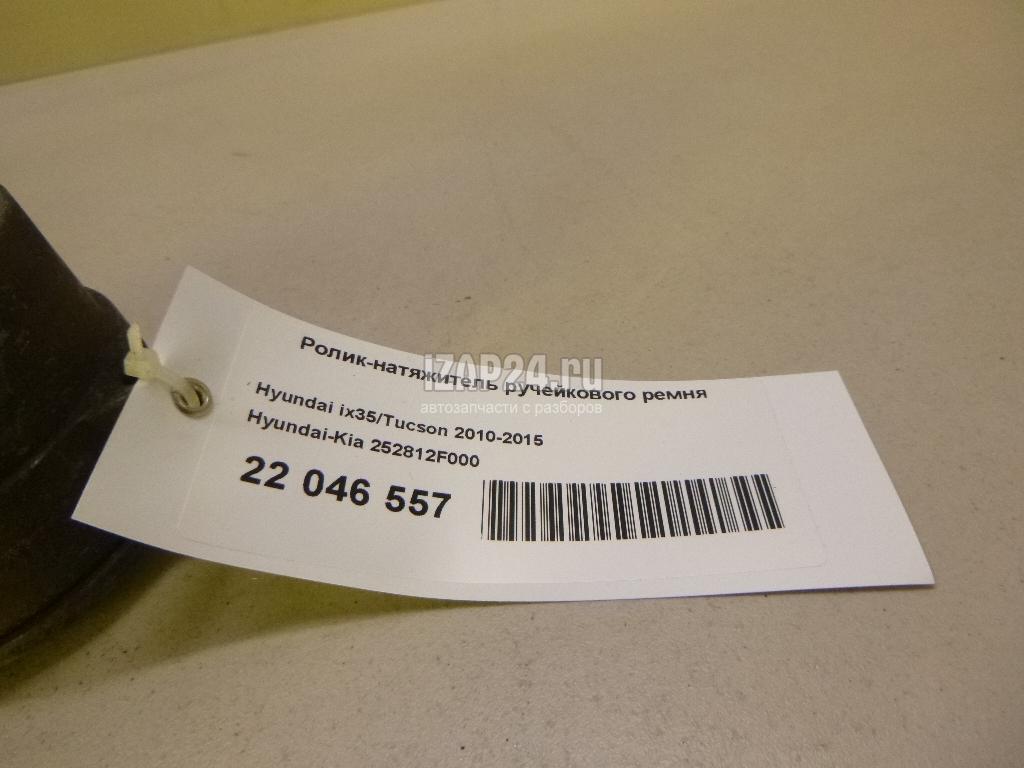 Ролик-натяжитель ручейкового ремня
IZAP24.ru
автозапчасти с разборов
Hyundai ix35/Tucson 2010-2015
Hyundai-Kia 252812F000
22 046 557